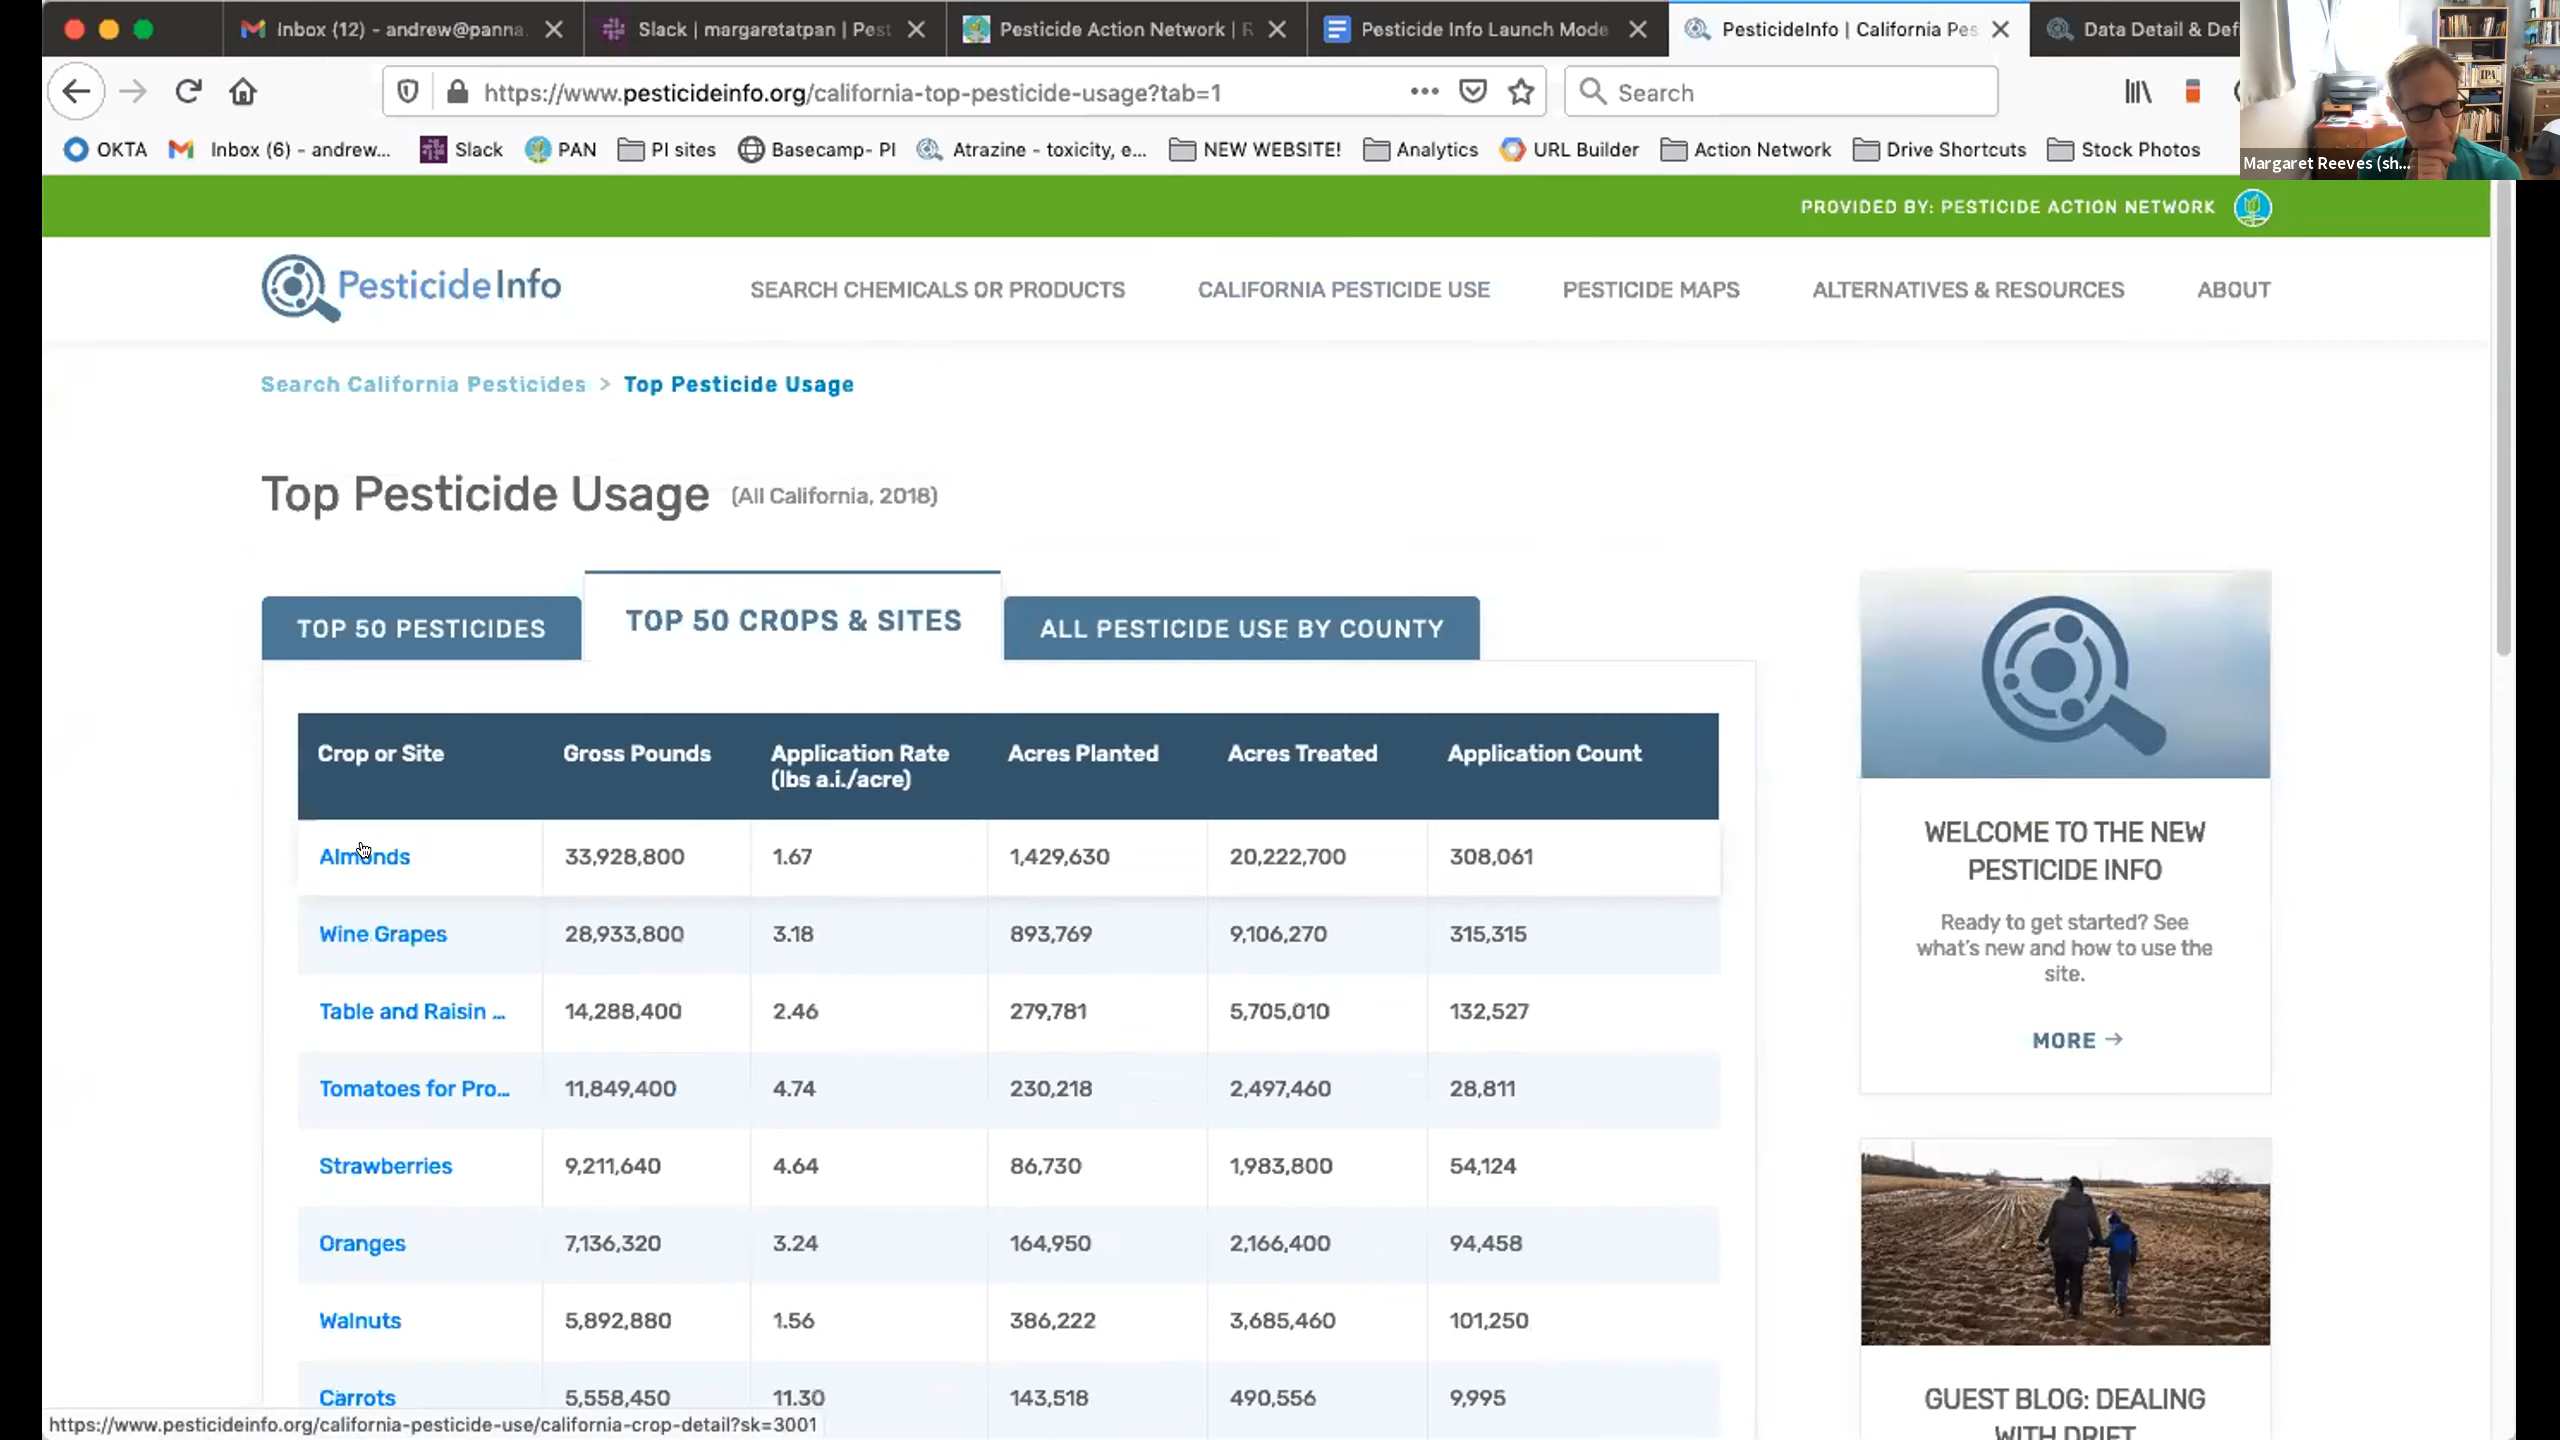 Inbox (12) - andrew@panna.
Slack | margaretatpan | Pest
Pesticide Action Network | R
Pesticide Info Launch Mode
PesticideInfo | California Pes
Data Detail & Def
https://www.pesticideinfo.org/california-top-pesticide-usage?tab=1
Search
OKTA
Inbox (6) - andrew...
Slack
PAN
PI sites
Basecamp- PI
Atrazine - toxicity, e...
NEW WEBSITE!
Analytics
URL Builder
Action Network
Drive Shortcuts
Stock Photos
Margaret Reeves (sh...
PROVIDED BY: PESTICIDE ACTION NETWORK
PesticideInfo
SEARCH CHEMICALS OR PRODUCTS
CALIFORNIA PESTICIDE USE
PESTICIDE MAPS
ALTERNATIVES & RESOURCES
ABOUT
Search California Pesticides > Top Pesticide Usage
Top Pesticide Usage (All California, 2018)
TOP 50 PESTICIDES
TOP 50 CROPS & SITES
ALL PESTICIDE USE BY COUNTY
Crop or Site
Gross Pounds
Application Rate
(lbs a.i./acre)
Acres Planted
Acres Treated
Application Count
Almonds 33,928,800 1.67 1,429,630 20,222,700 308,061
Wine Grapes 28,933,800 3.18 893,769 9,106,270 315,315
Table and Raisin ... 14,288,400 2.46 279,781 5,705,010 132,527
Tomatoes for Pro... 11,849,400 4.74 230,218 2,497,460 28,811
Strawberries 9,211,640 4.64 86,730 1,983,800 54,124
Oranges 7,136,320 3.24 164,950 2,166,400 94,458
Walnuts 5,892,880 1.56 386,222 3,685,460 101,250
Carrots 5,558,450 11.30 143,518 490,556 9,995
WELCOME TO THE NEW
PESTICIDE INFO
Ready to get started? See
what's new and how to use the
site.
MORE →
GUEST BLOG: DEALING
WITH DRIFT
https://www.pesticideinfo.org/california-pesticide-use/california-crop-detail?sk=3001